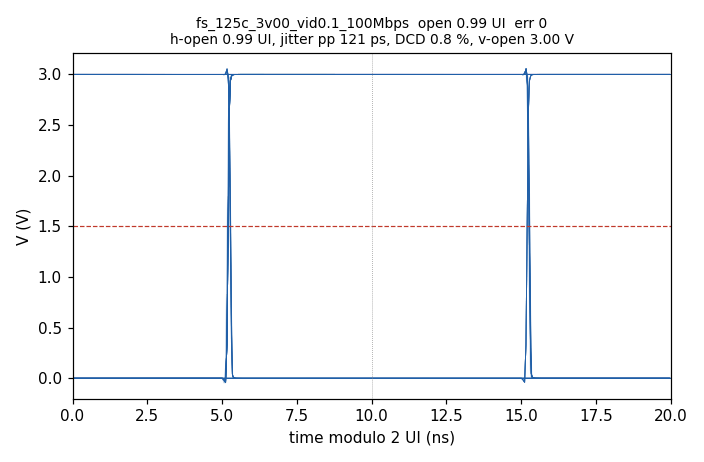 fs_125c_3v00_vid0.1_100Mbps  open 0.99 UI  err 0
h-open 0.99 UI, jitter pp 121 ps, DCD 0.8 %, v-open 3.00 V
V (V)
3.0
2.5
2.0
1.5
1.0
0.5
0.0
0.0 2.5 5.0 7.5 10.0 12.5 15.0 17.5 20.0
time modulo 2 UI (ns)